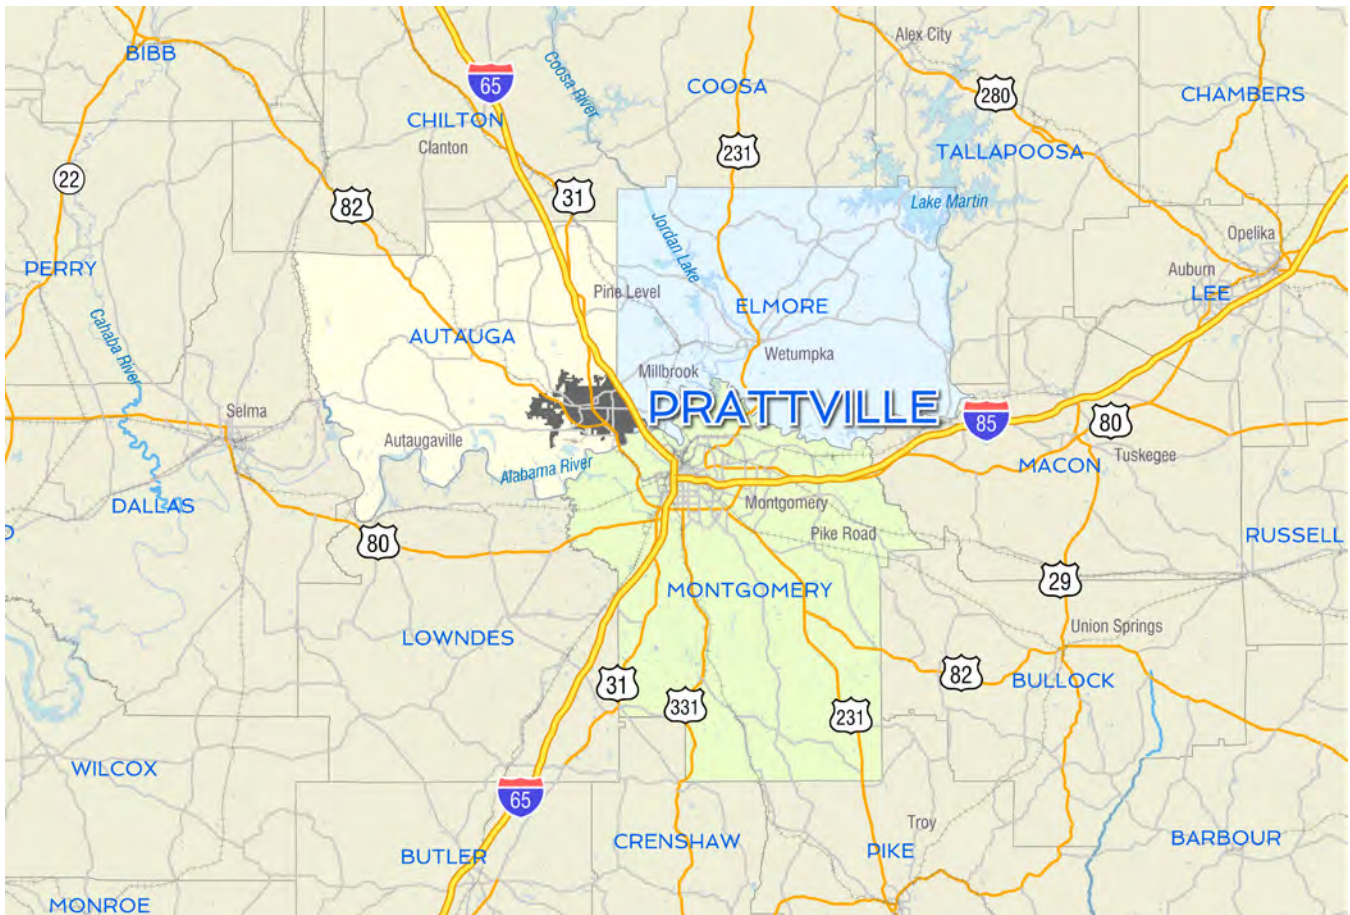 Alex City
BIBB
Coosa River
65
COOSA
280
CHAMBERS
CHILTON
Clanton
231
TALLAPOOSA
22
82
31
Lake Martin
Jordan Lake
Opelika
PERRY
Pine Level
Auburn
LEE
ELMORE
Cahaba River
AUTAUGA
Wetumpka
Millbrook
PRATTVILLE
Selma
85
80
Autaugaville
Tuskegee
MACON
Alabama River
DALLAS
Montgomery
Pike Road
80
RUSSELL
29
MONTGOMERY
LOWNDES
Union Springs
31
82
BULLOCK
331
231
WILCOX
65
Troy
CRENSHAW
BARBOUR
BUTLER
PIKE
MONROE